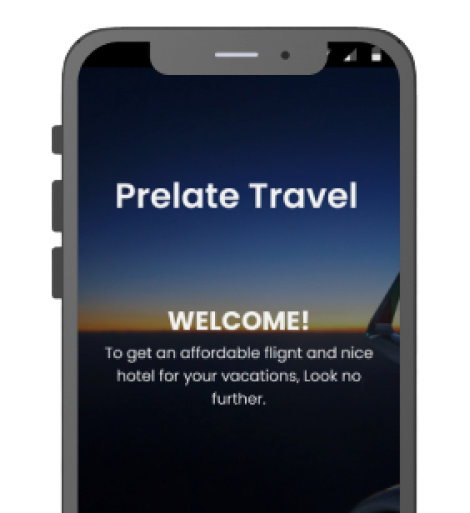 Prelate Travel
WELCOME!
To get an affordable flignt and nice
hotel for your vacations, Look no
further.